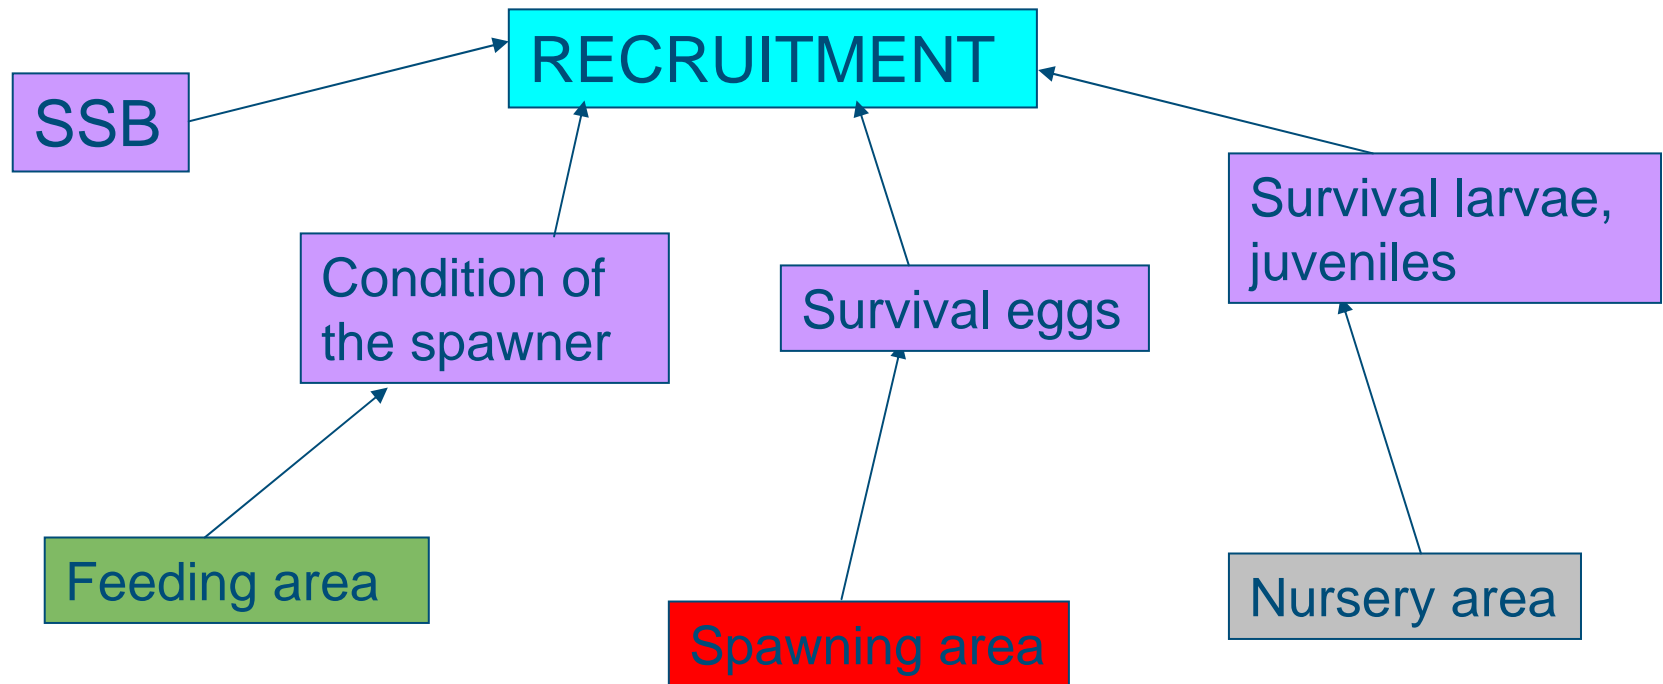 RECRUITMENT
SSB
Condition of
the spawner
Survival eggs
Survival larvae,
juveniles
Feeding area
Spawning area
Nursery area